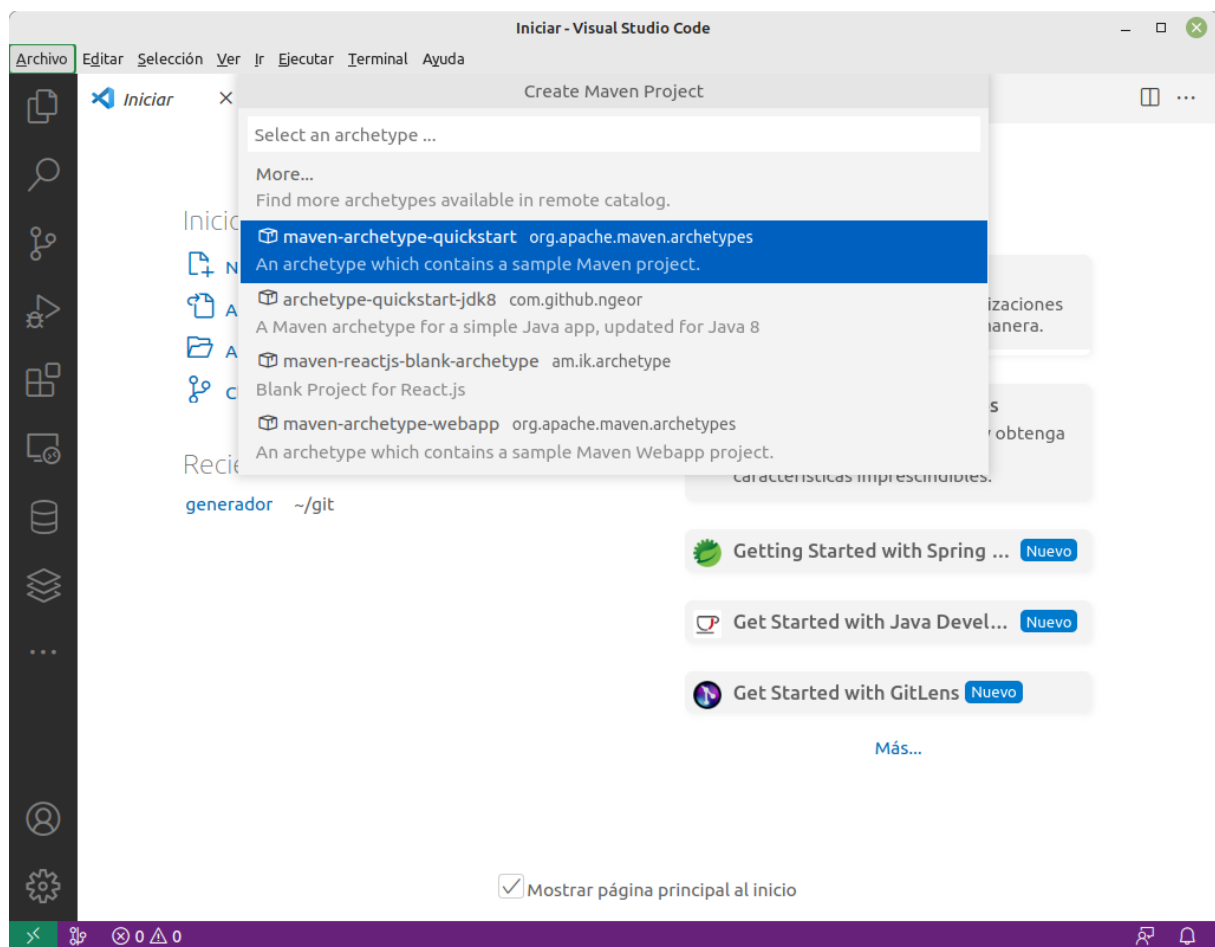 Iniciar - Visual Studio Code
Archivo Editar Selección Ver Ir Ejecutar Terminal Ayuda
Iniciar
Create Maven Project
Select an archetype ...
More...
Find more archetypes available in remote catalog.
maven-archetype-quickstart org.apache.maven.archetypes
An archetype which contains a sample Maven project.
archetype-quickstart-jdk8 com.github.ngeor
A Maven archetype for a simple Java app, updated for Java 8
maven-reactjs-blank-archetype am.ik.archetype
Blank Project for React.js
maven-archetype-webapp org.apache.maven.archetypes
An archetype which contains a sample Maven Webapp project.
generador ~/git
características imprescindibles.
obtenga
Getting Started with Spring ... Nuevo
Get Started with Java Devel... Nuevo
Get Started with GitLens Nuevo
Más...
Mostrar página principal al inicio
0 0